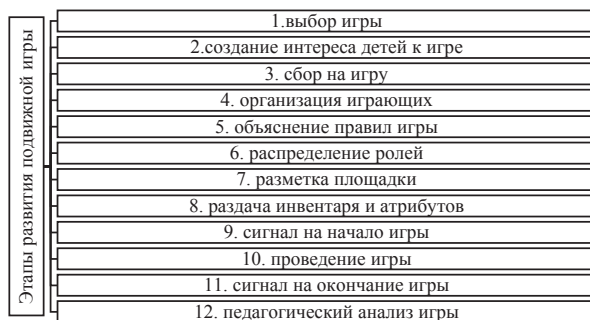 Этапы развития подвижной игры
1.выбор игры
2.создание интереса детей к игре
3. сбор на игру
4. организация играющих
5. объяснение правил игры
6. распределение ролей
7. разметка площадки
8. раздача инвентаря и атрибутов
9. сигнал на начало игры
10. проведение игры
11. сигнал на окончание игры
12. педагогический анализ игры